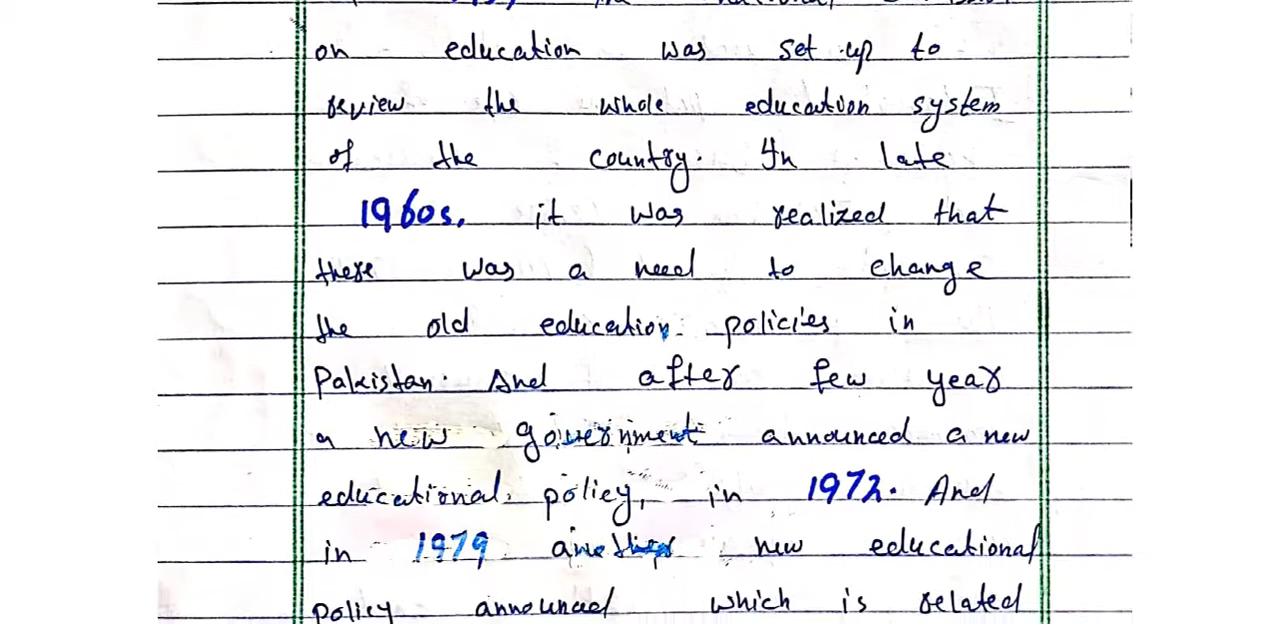 on education was set up to
review the whole education system
of the country. In late
1960s. it was realized that
there was a need to change
the old education policies in
Pakistan. And after few year
a new government announced a new
educational policy, in 1972. And
in 1979 another new educational
policy announced which is related